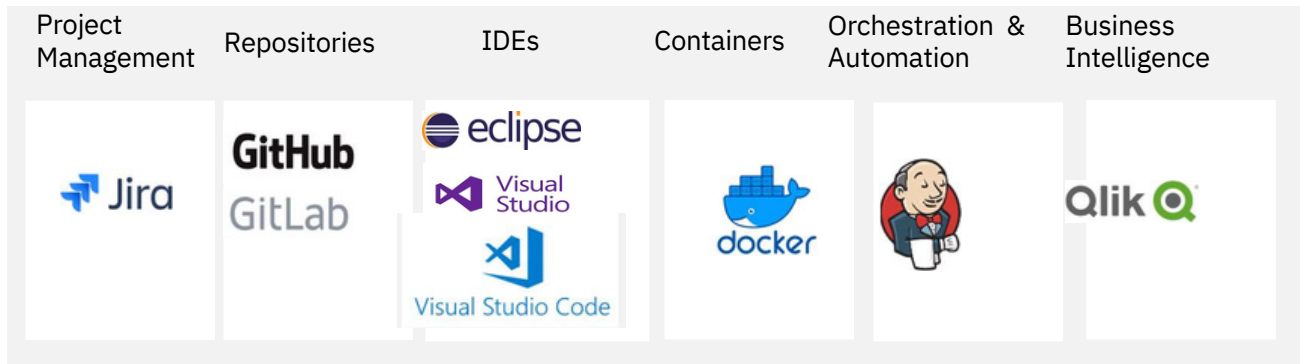 Project
Management
Repositories
IDEs
Containers
Orchestration &
Automation
Business
Intelligence
Jira
GitHub
GitLab
eclipse
Visual
Studio
Visual Studio Code
docker
Qlik